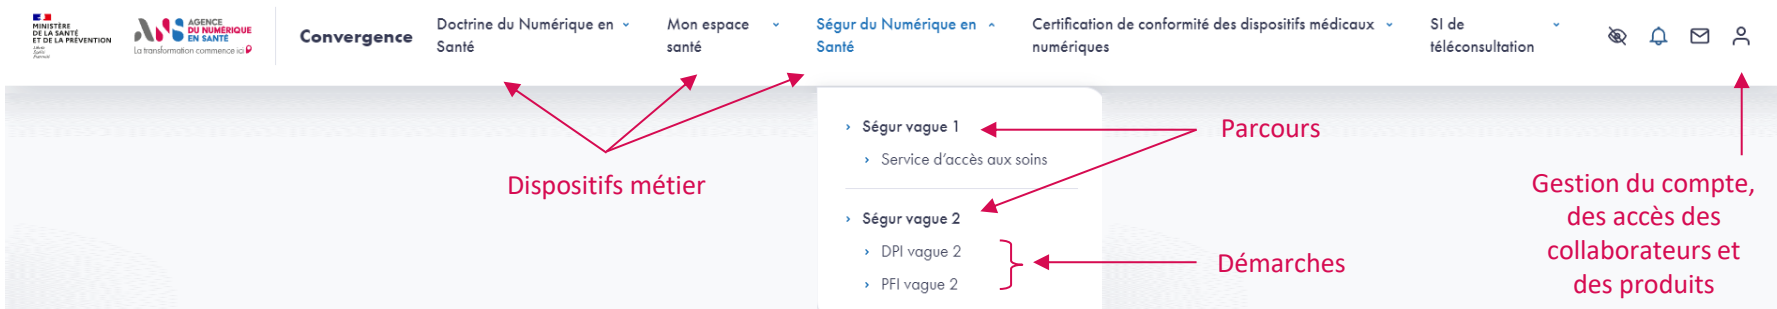 MINISTÈRE
DE LA SANTÉ
ET DE LA PRÉVENTION
Liberté
Égalité
Fraternité
AGENCE
DU NUMÉRIQUE
EN SANTÉ
La transformation commence ici
Convergence
Doctrine du Numérique en
Santé
Mon espace
santé
Ségur du Numérique en
Santé
Certification de conformité des dispositifs médicaux
numériques
SI de
téléconsultation
Ségur vague 1
Service d'accès aux soins
Ségur vague 2
DPI vague 2
PFI vague 2
Dispositifs métier
Parcours
Démarches
Gestion du compte,
des accès des
collaborateurs et
des produits